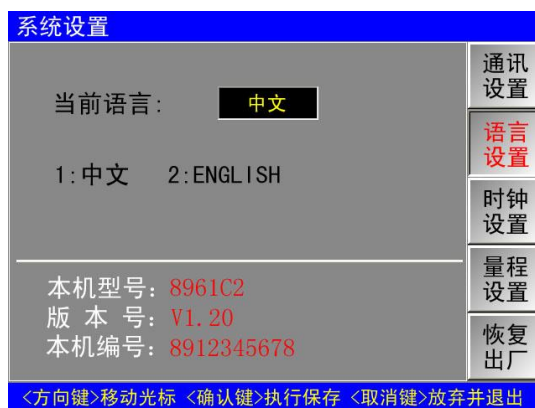 系统设置
当前语言: 中文
1:中文 2:ENGLISH
本机型号: 8961C2
版 本 号: V1.20
本机编号: 8912345678
通讯
设置
语言
设置
时钟
设置
量程
设置
恢复
出厂
<方向键>移动光标 <确认键>执行保存 <取消键>放弃并退出